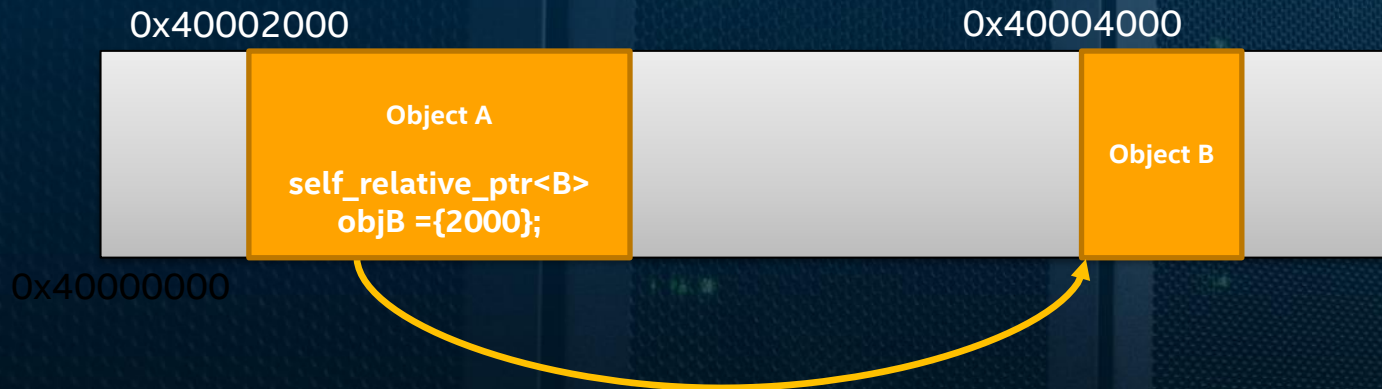 0x40002000
0x40004000
Object A
self_relative_ptr<B>
objB ={2000};
Object B
0x40000000